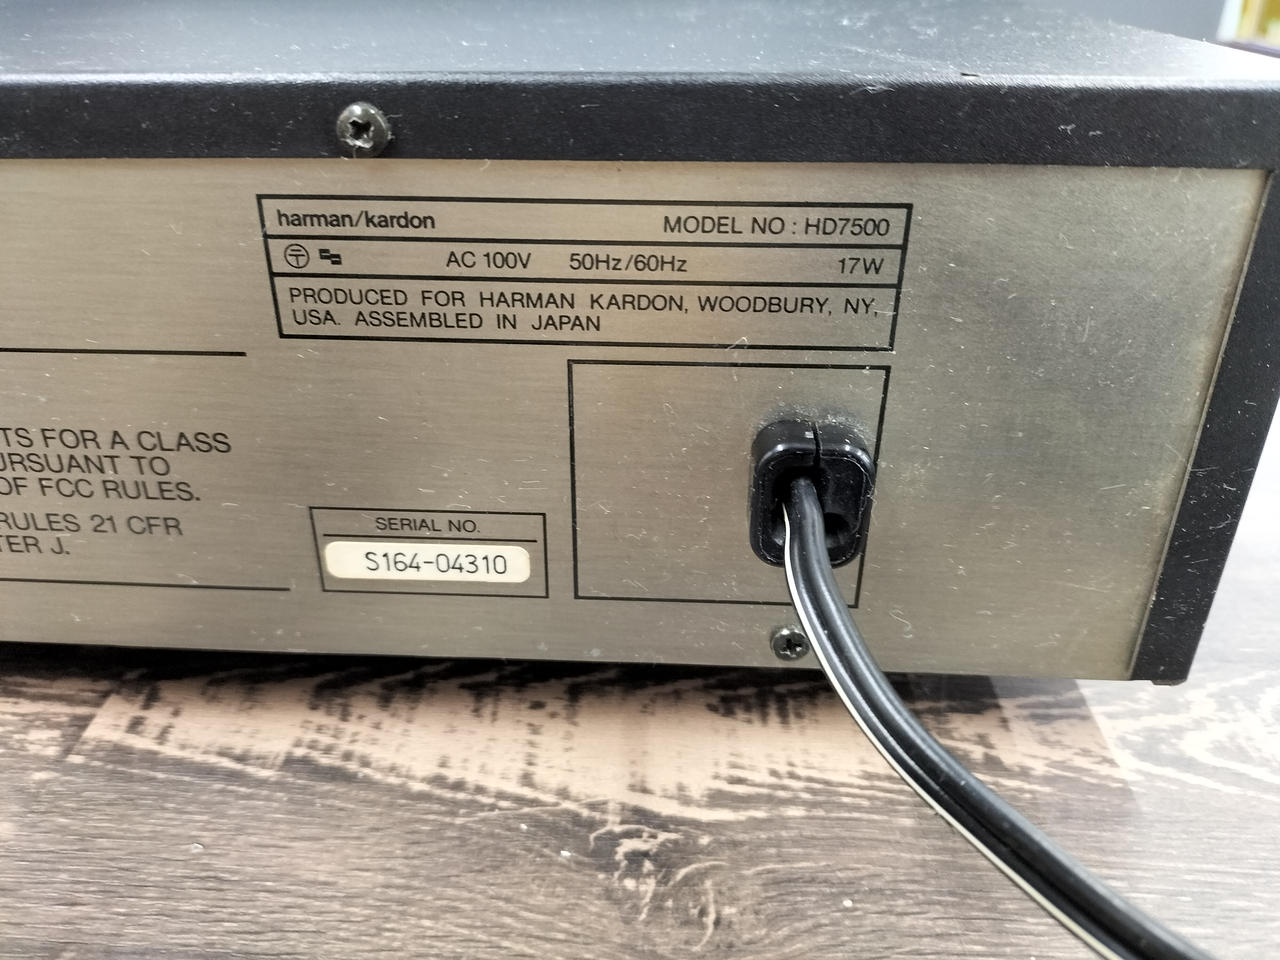 harman/kardon MODEL NO : HD7500
AC 100V 50Hz/60Hz 17W
PRODUCED FOR HARMAN KARDON, WOODBURY, NY,
USA. ASSEMBLED IN JAPAN
TS FOR A CLASS
URSUANT TO
OF FCC RULES.
RULES 21 CFR
TER J.
SERIAL NO.
S164-04310